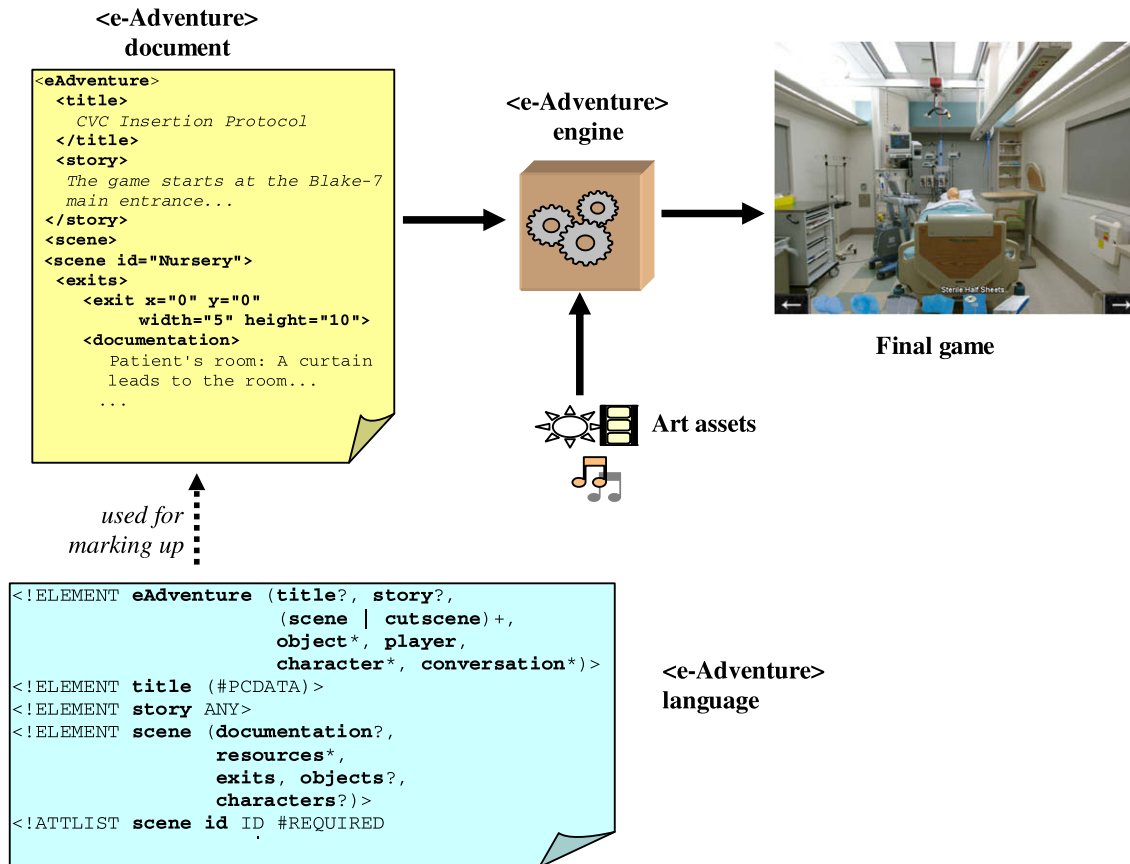 <e-Adventure>
document
<eAdventure>
<title>
CVC Insertion Protocol
</title>
<story>
The game starts at the Blake-7
main entrance...
</story>
<scene>
<scene id="Nursery">
<exits>
<exit x="0" y="0"
width="5" height="10">
<documentation>
Patient's room: A curtain
leads to the room...
...
<e-Adventure>
engine
Sterile Half Sheets
Final game
Art assets
used for
marking up
<!ELEMENT eAdventure (title?, story?,
(scene | cutscene)+,
object*, player,
character*, conversation*)>
<!ELEMENT title (#PCDATA)>
<!ELEMENT story ANY>
<!ELEMENT scene (documentation?,
resources*,
exits, objects?,
characters?)>
<!ATTLIST scene id ID #REQUIRED
<e-Adventure>
language